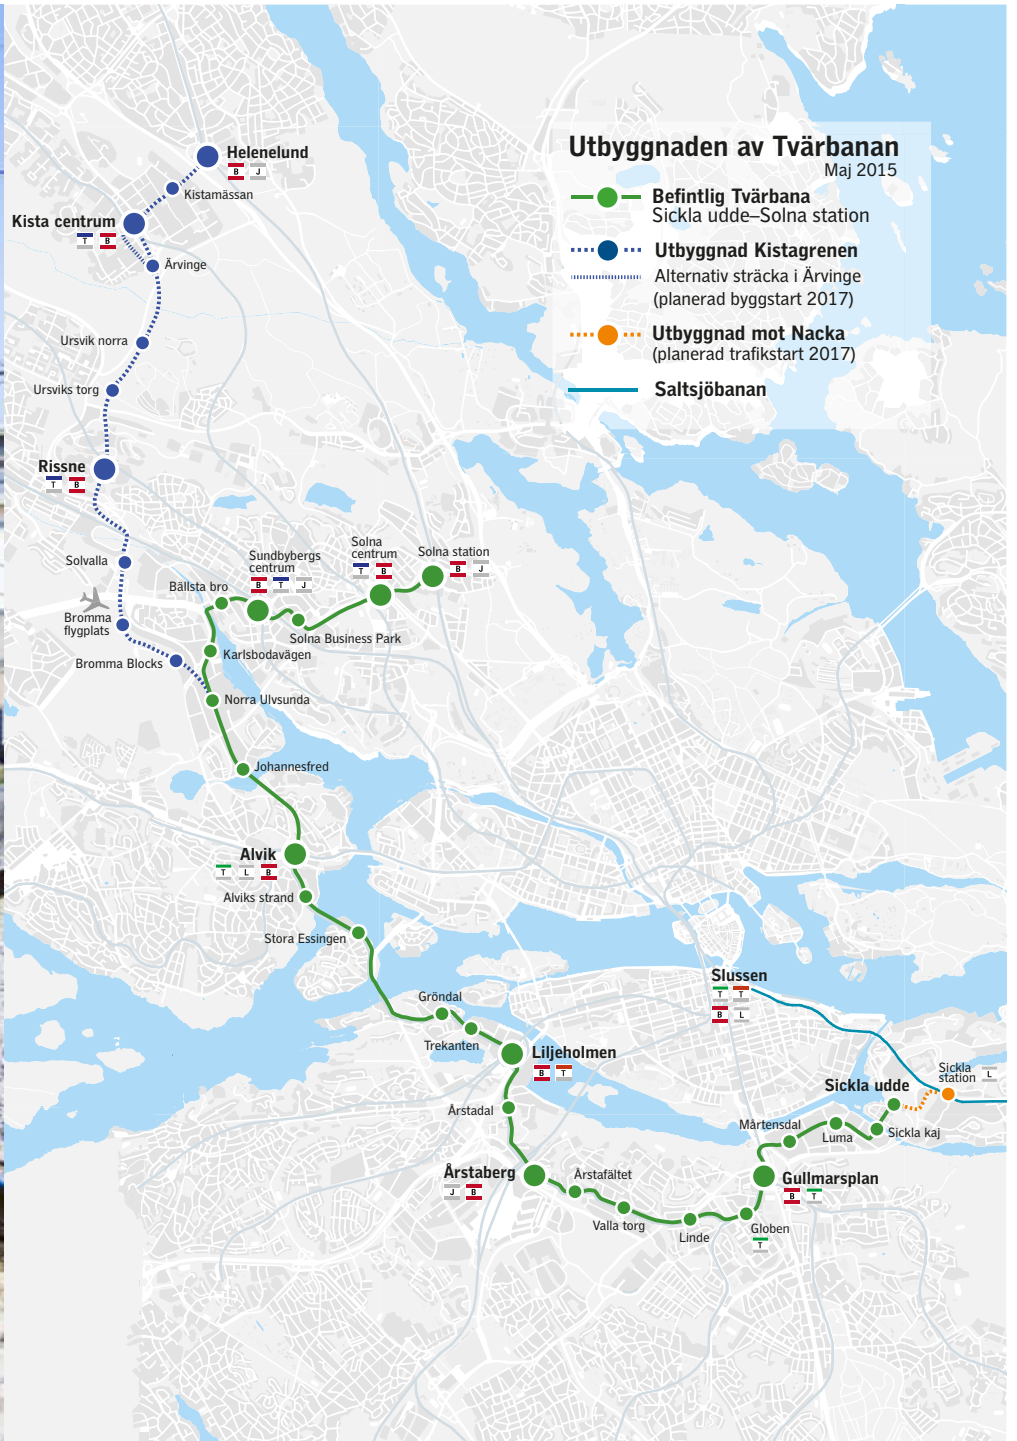 Utbyggnaden av Tvärbanan
Maj 2015
Befintlig Tvärbana
Sickla udde–Solna station
Utbyggnad Kistagrenen
Alternativ sträcka i Ärvinge
(planerad byggstart 2017)
Utbyggnad mot Nacka
(planerad trafikstart 2017)
Saltsjöbanan
Helenelund
B J
Kistamässan
Kista centrum
T B
Ärvinge
Ursvik norra
Ursviks torg
Rissne
T B
Solvalla
Bromma
flygplats
Bromma Blocks
Sundbybergs
centrum
B T J
Solna
centrum
T B
Solna station
B J
Bällsta bro
Solna Business Park
Karlsbodavägen
Norra Ulvsunda
Johannesfred
Alvik
T L B
Alviks strand
Stora Essingen
Gröndal
Trekanten
Liljeholmen
B T
Årstadal
Årstaberg
J B
Årstafältet
Valla torg
Linde
Globen
T
Gullmarsplan
B T
Mårtensdal
Luma
Sickla kaj
Sickla udde
Sickla
station
L
Slussen
T T
B L